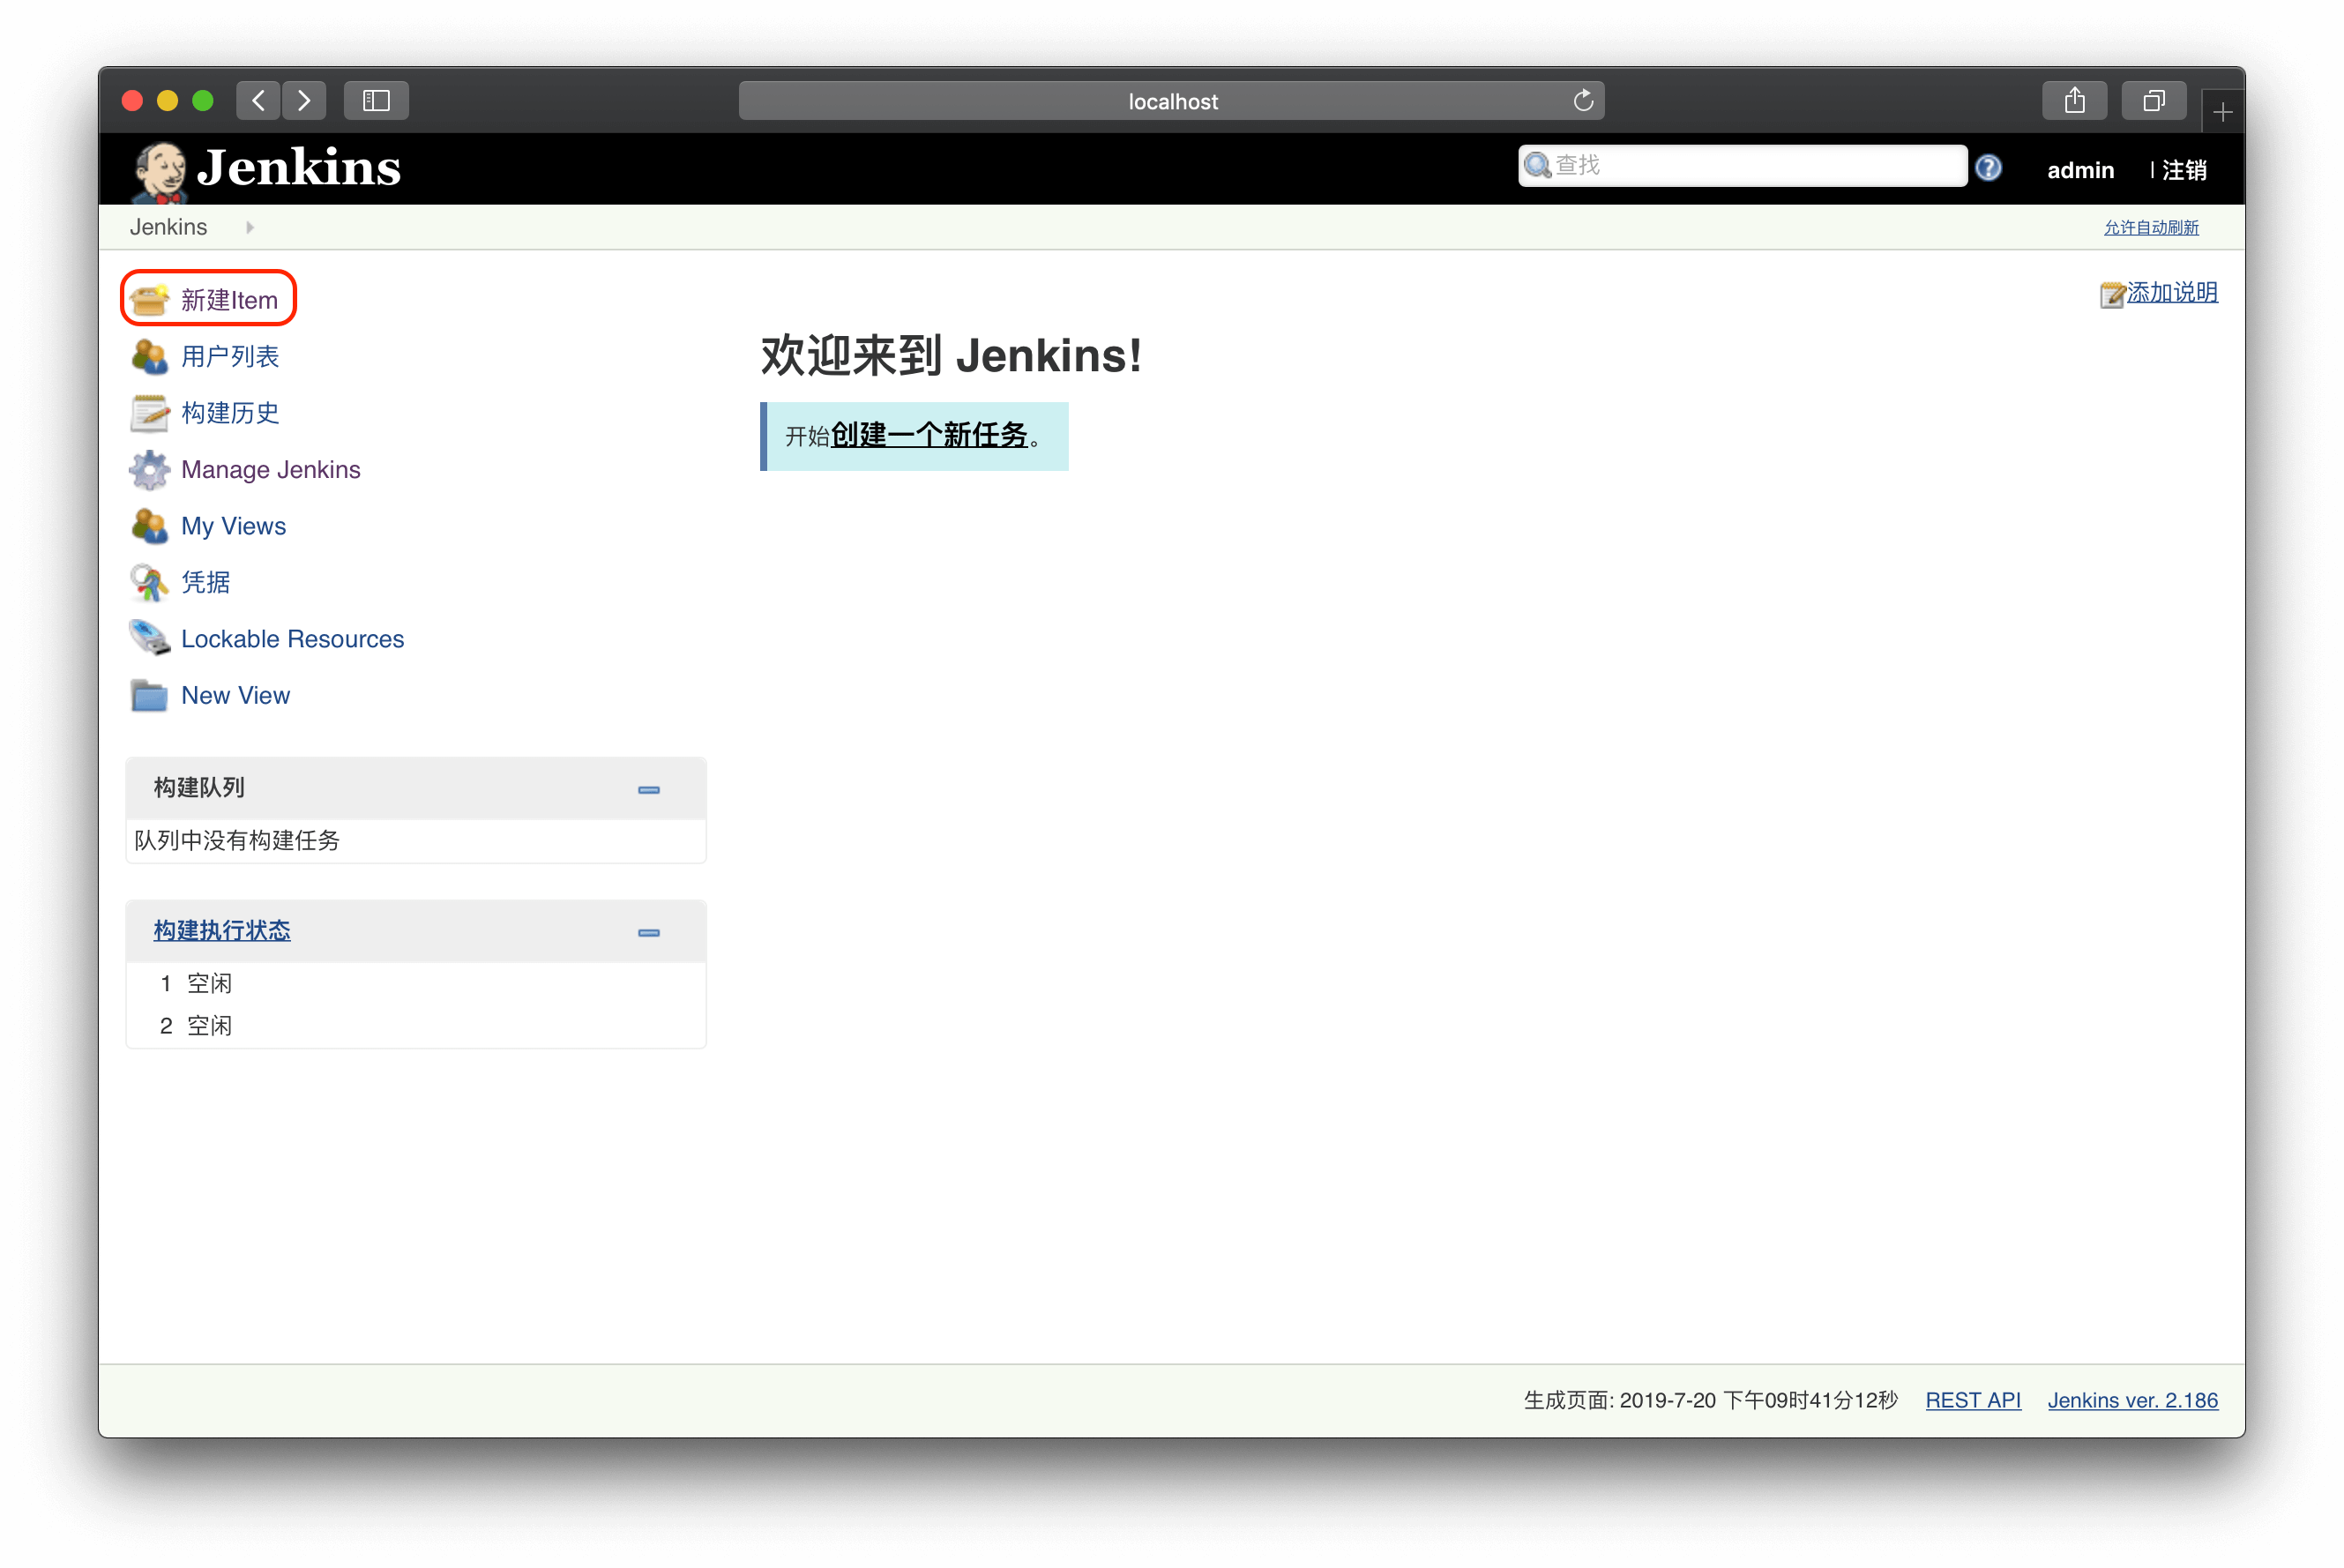 localhost
Jenkins
查找
admin
注销
Jenkins
允许自动刷新
新建Item
用户列表
构建历史
Manage Jenkins
My Views
凭据
Lockable Resources
New View
构建队列
队列中没有构建任务
构建执行状态
1 空闲
2 空闲
添加说明
欢迎来到 Jenkins!
开始创建一个新任务。
生成页面: 2019-7-20 下午09时41分12秒 REST API Jenkins ver. 2.186